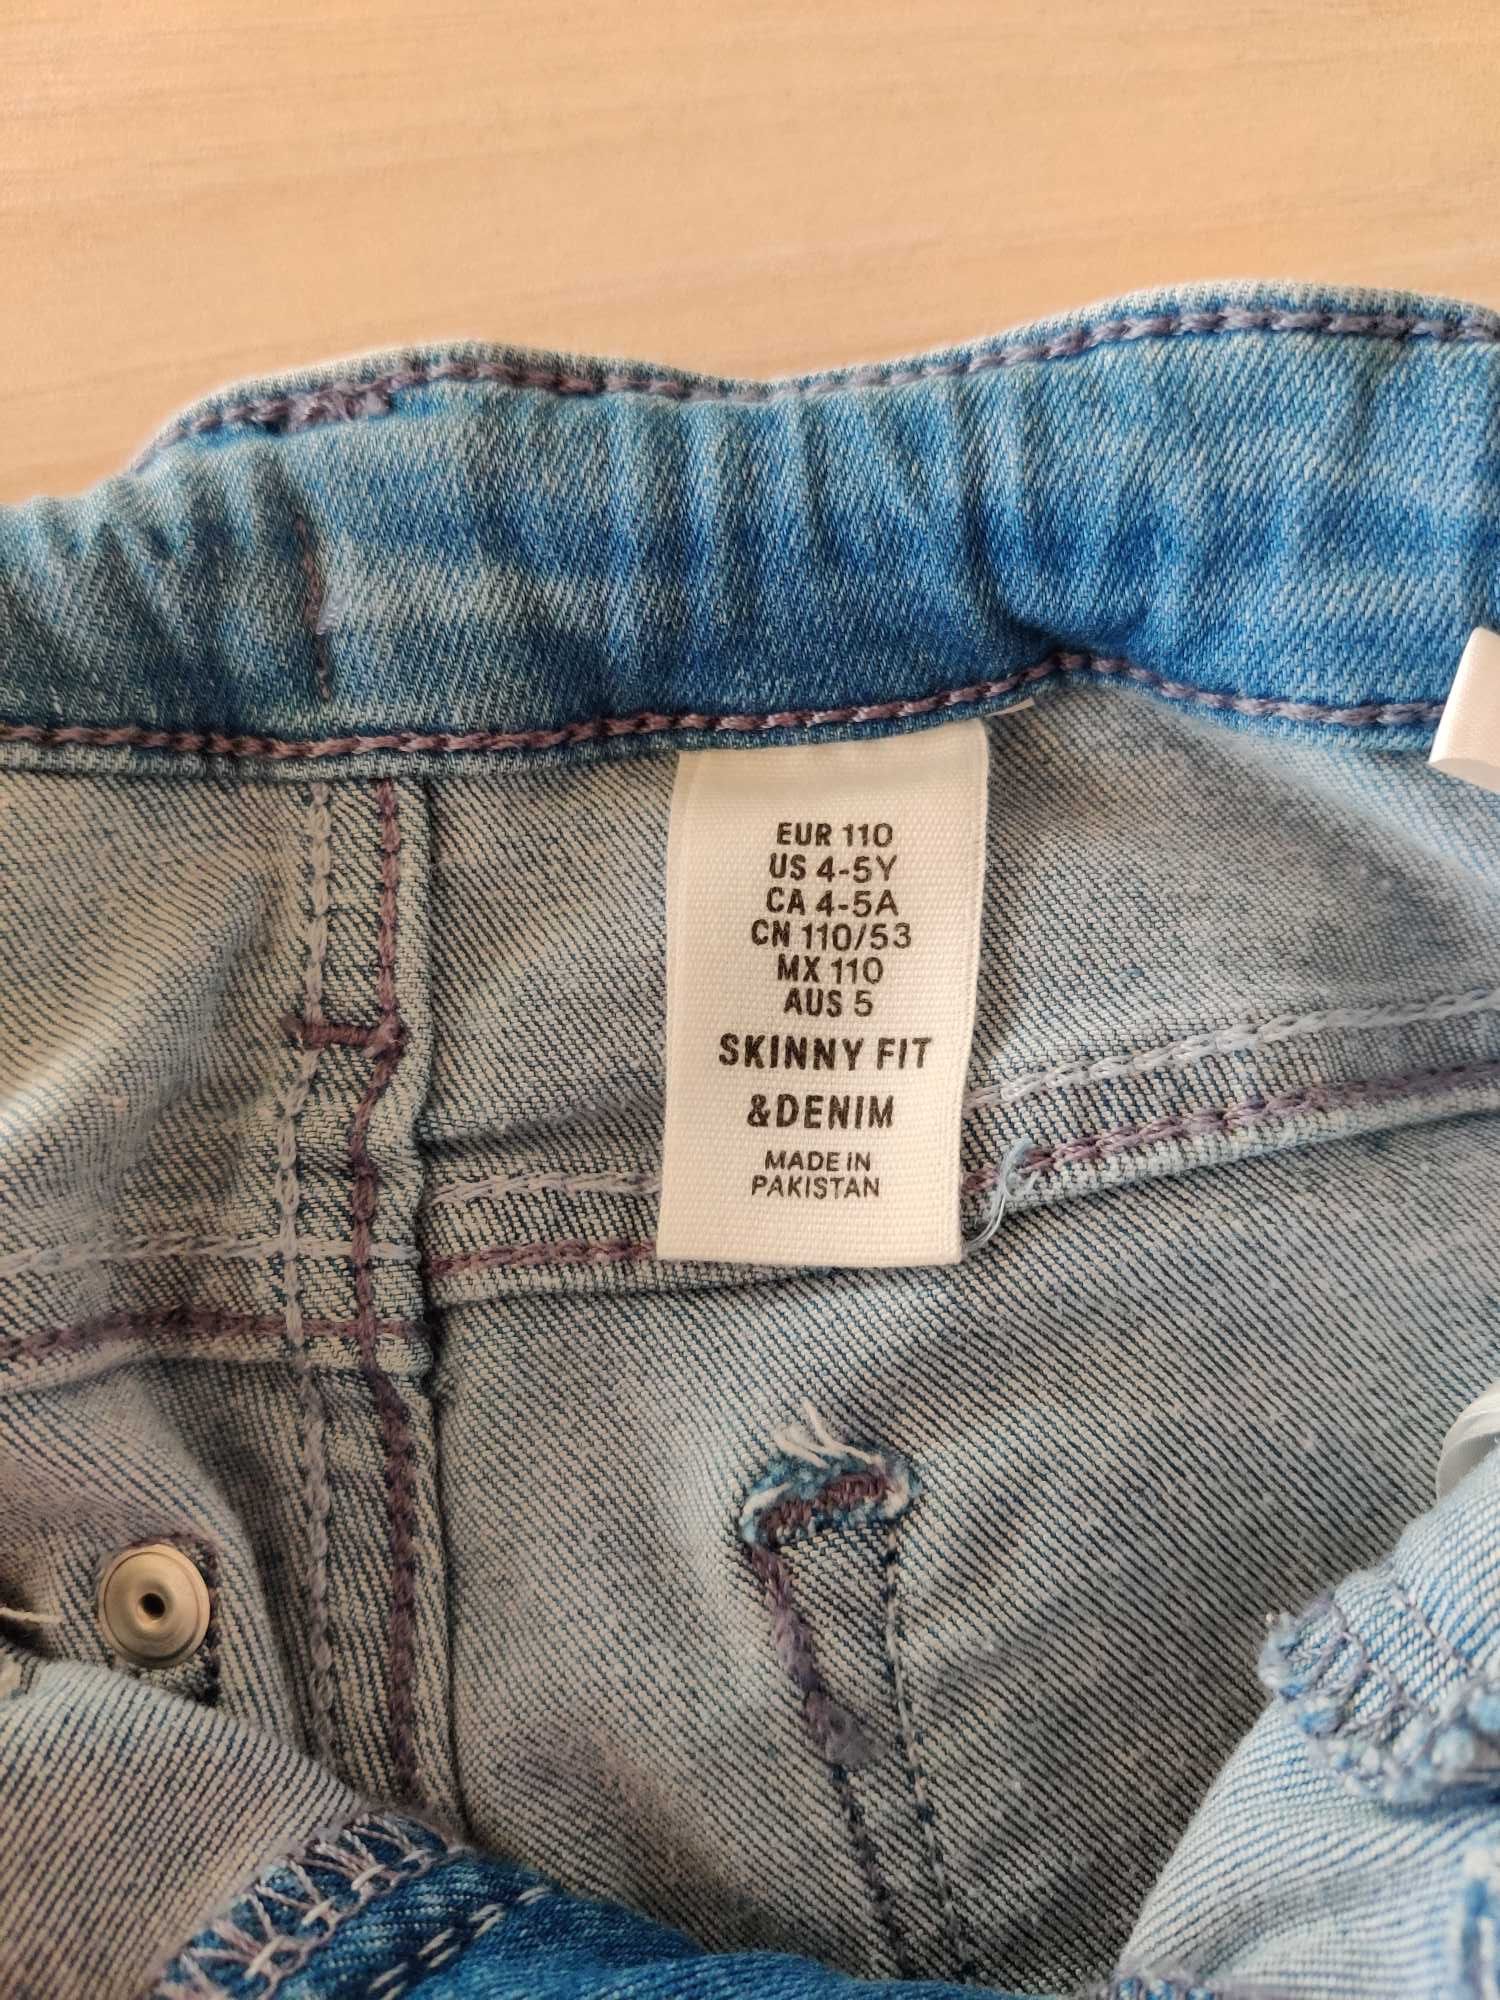 EUR 110
US 4-5Y
CA 4-5A
CN 110/53
MX 110
AUS 5
SKINNY FIT
&DENIM
MADE IN
PAKISTAN